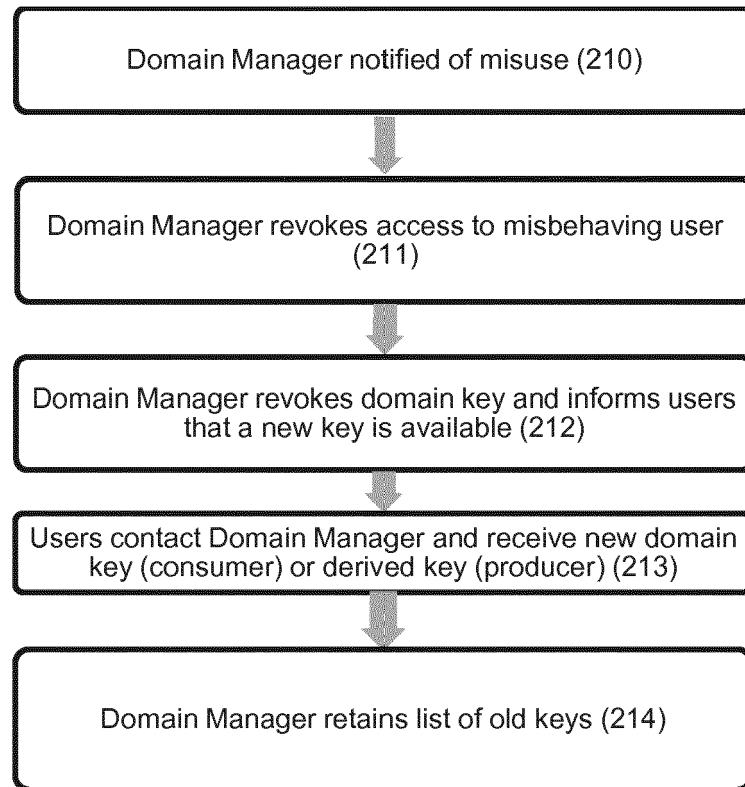 Domain Manager notified of misuse (210)
Domain Manager revokes access to misbehaving user
(211)
Domain Manager revokes domain key and informs users
that a new key is available (212)
Users contact Domain Manager and receive new domain
key (consumer) or derived key (producer) (213)
Domain Manager retains list of old keys (214)